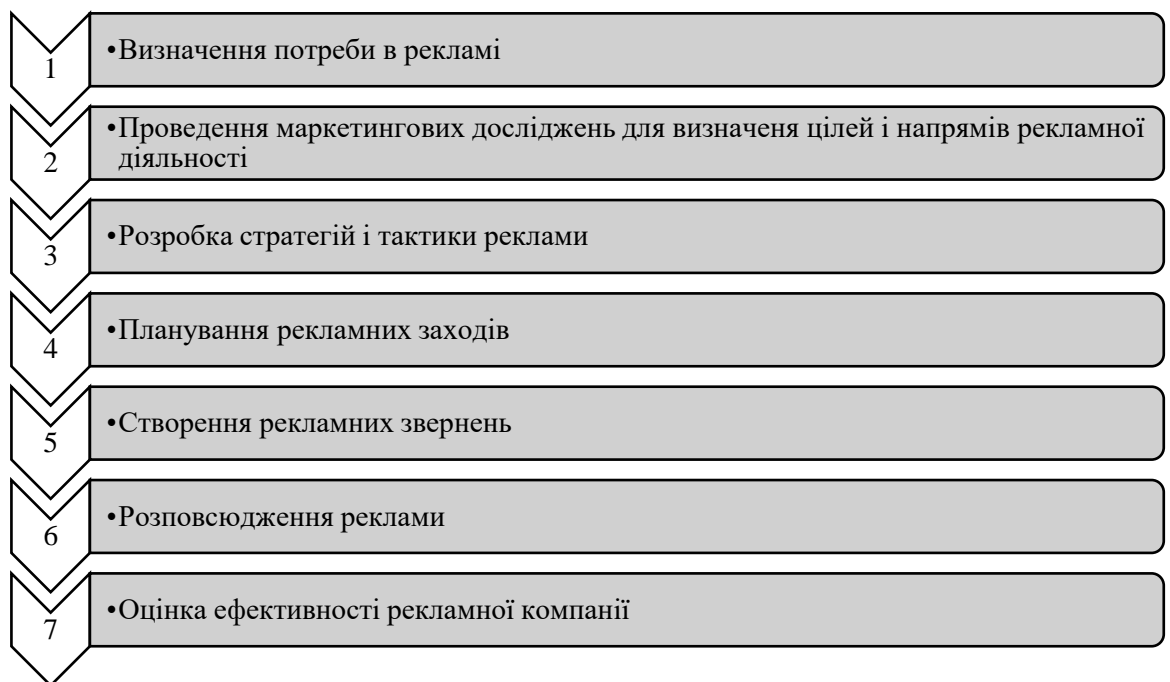 1
•Визначення потреби в рекламі
2
•Проведення маркетингових досліджень для визначеня цілей і напрямів рекламної
діяльності
3
•Розробка стратегій і тактики реклами
4
•Планування рекламних заходів
5
•Створення рекламних звернень
6
•Розповсюдження реклами
7
•Оцінка ефективності рекламної компанії